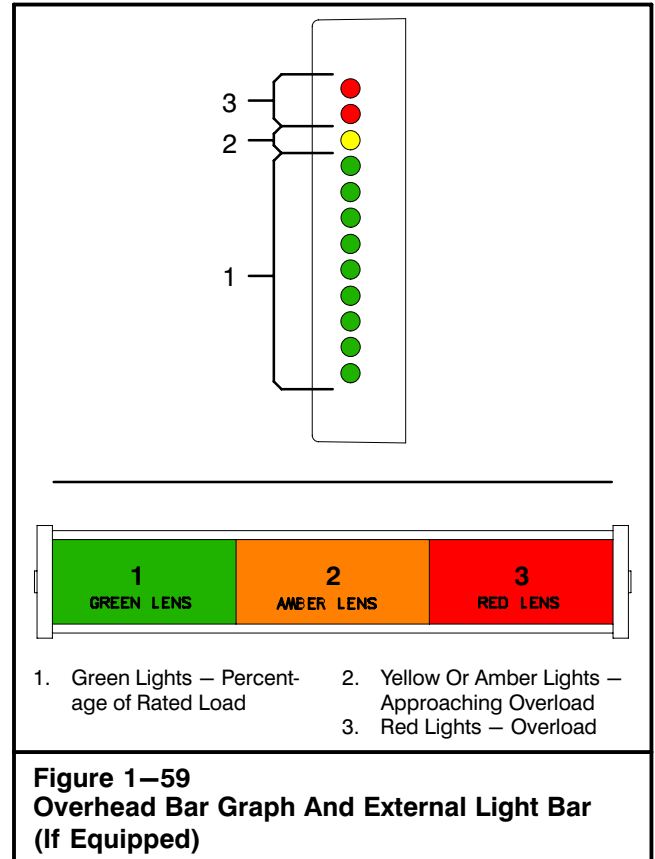 3
2
1
1
GREEN LENS
2
AMBER LENS
3
RED LENS
1. Green Lights – Percent-
age of Rated Load
2. Yellow Or Amber Lights –
Approaching Overload
3. Red Lights – Overload
Figure 1–59
Overhead Bar Graph And External Light Bar
(If Equipped)